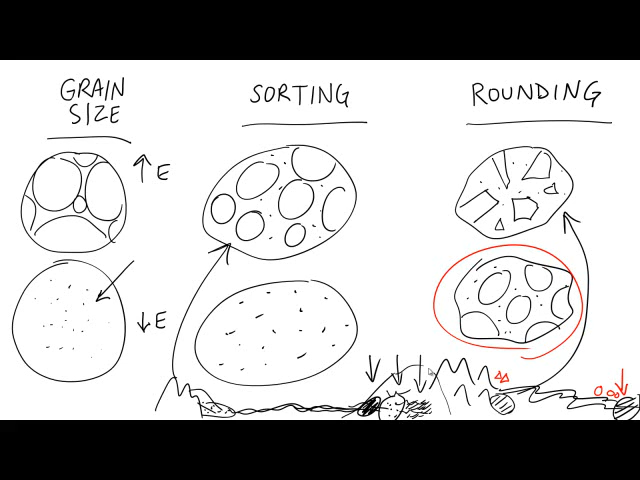 GRAIN
SIZE
SORTING
ROUNDING
↑ E
↓ E